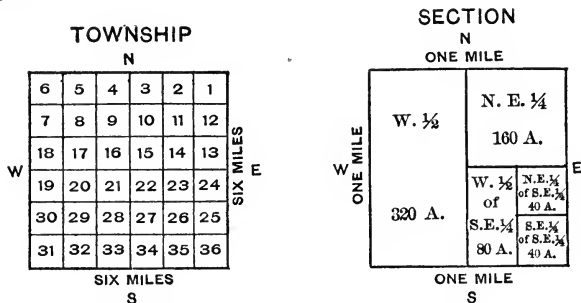 TOWNSHIP
N
6 5 4 3 2 1
7 8 9 10 11 12
18 17 16 15 14 13
W
19 20 21 22 23 24
30 29 28 27 26 25
31 32 33 34 35 36
SIX MILES
E
SIX MILES
S
SECTION
N
ONE MILE
W
ONE MILE
W. ½
320 A.
N. E. ¼
160 A.
W. ½
of
S.E. ¼
80 A.
N.E. ¼
of S.E. ¼
40 A.
S.E. ¼
of S.E. ¼
40 A.
E
ONE MILE
S